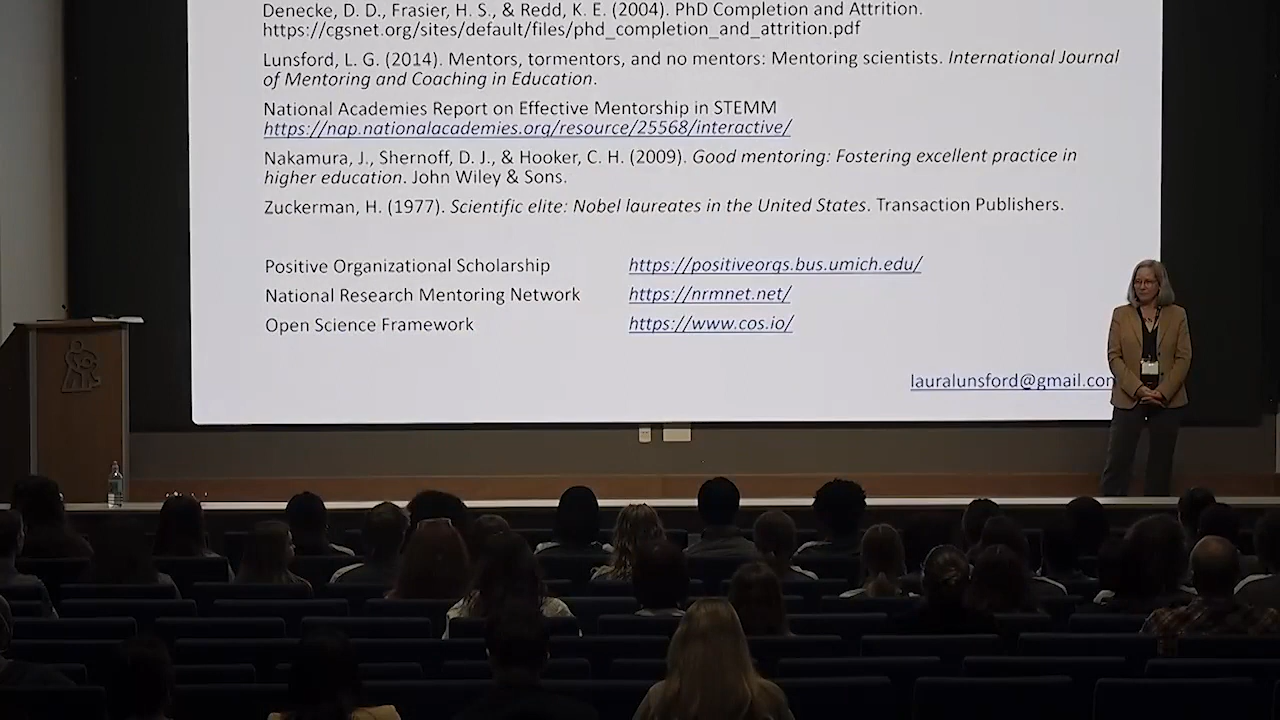 Denecke, D. D., Frasier, H. S., & Redd, K. E. (2004). PhD Completion and Attrition.
https://cgsnet.org/sites/default/files/phd_completion_and_attrition.pdf
Lunsford, L. G. (2014). Mentors, tormentors, and no mentors: Mentoring scientists. International Journal
of Mentoring and Coaching in Education.
National Academies Report on Effective Mentorship in STEMM
https://nap.nationalacademies.org/resource/25568/interactive/
Nakamura, J., Shernoff, D. J., & Hooker, C. H. (2009). Good mentoring: Fostering excellent practice in
higher education. John Wiley & Sons.
Zuckerman, H. (1977). Scientific elite: Nobel laureates in the United States. Transaction Publishers.
Positive Organizational Scholarship https://positiveorgs.bus.umich.edu/
National Research Mentoring Network https://nrmnet.net/
Open Science Framework https://www.cos.io/
lauralunsford@gmail.com